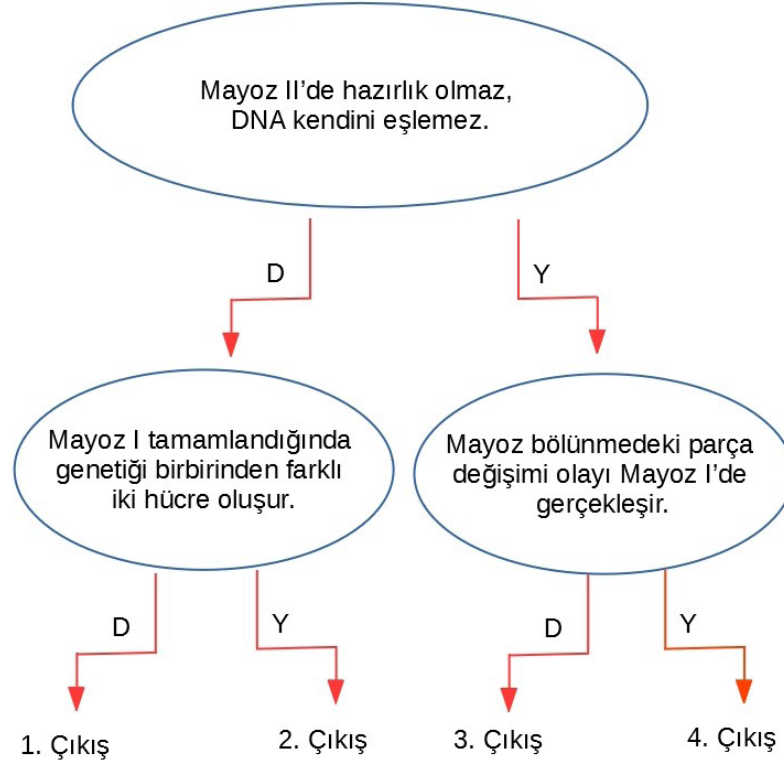 Mayoz II’de hazırlık olmaz,
DNA kendini eşlemez.
D
Y
Mayoz I tamamlandığında
genetiği birbirinden farklı
iki hücre oluşur.
Mayoz bölünmedeki parça
değişimi olayı Mayoz I’de
gerçekleşir.
D
Y
D
Y
1. Çıkış
2. Çıkış
3. Çıkış
4. Çıkış